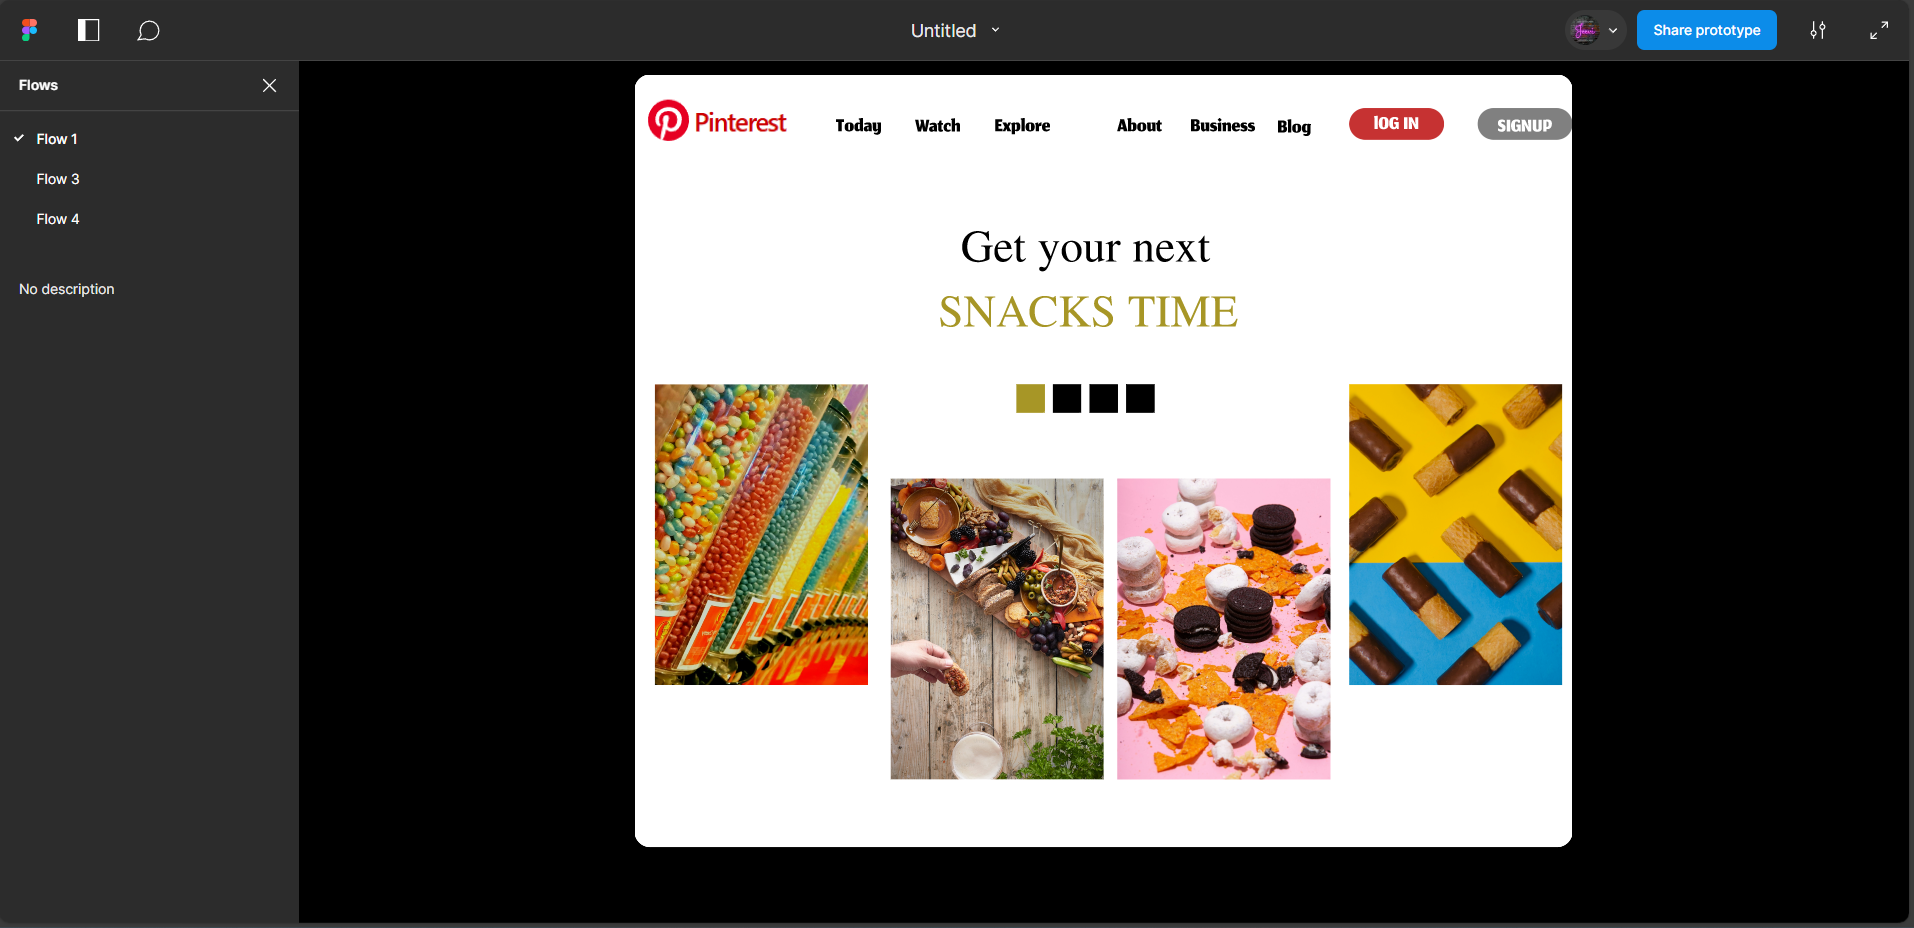 Untitled
Share prototype
Flows
Flow 1
Flow 3
Flow 4
No description
Pinterest Today Watch Explore About Business Blog lOG IN SIGNUP
Get your next
SNACKS TIME